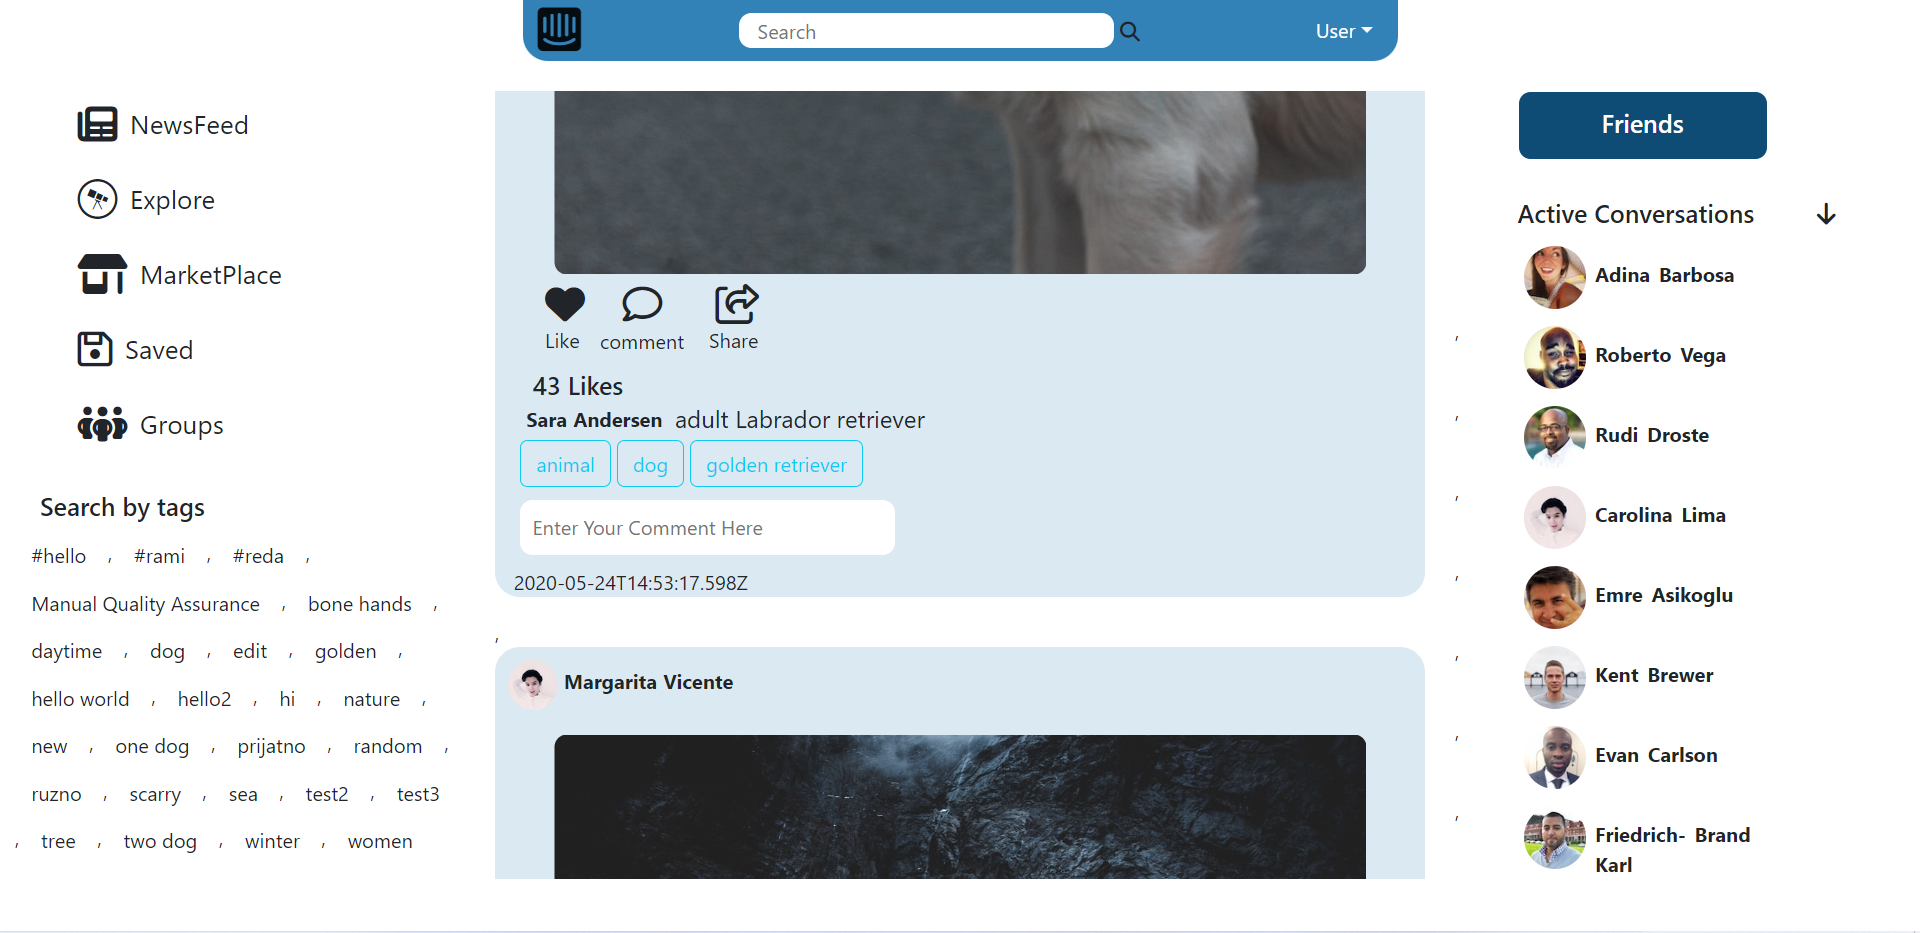 Search
User
NewsFeed
Explore
MarketPlace
Saved
Groups
Search by tags
#hello , #rami , #reda ,
Manual Quality Assurance , bone hands ,
daytime , dog , edit , golden ,
hello world , hello2 , hi , nature ,
new , one dog , prijatno , random ,
ruzno , scarry , sea , test2 , test3
, tree , two dog , winter , women
Like comment Share
43 Likes
Sara Andersen adult Labrador retriever
animal dog golden retriever
Enter Your Comment Here
2020-05-24T14:53:17.598Z
,
Margarita Vicente
Friends
Active Conversations
Adina Barbosa
,
Roberto Vega
,
Rudi Droste
,
Carolina Lima
,
Emre Asikoglu
,
Kent Brewer
,
Evan Carlson
,
Friedrich- Brand
Karl